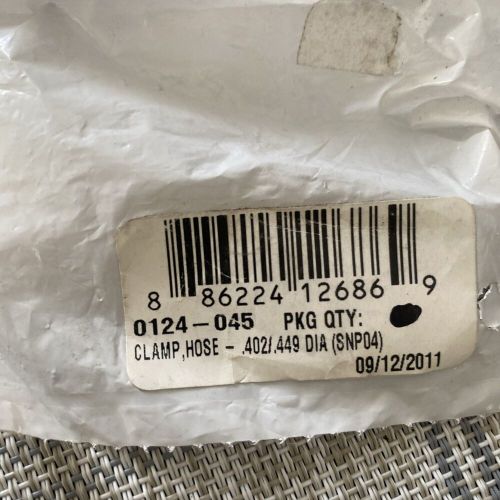 8 86224 12686 9
0124-045 PKG QTY:
CLAMP,HOSE - .402/.449 DIA (SNP04)
09/12/2011